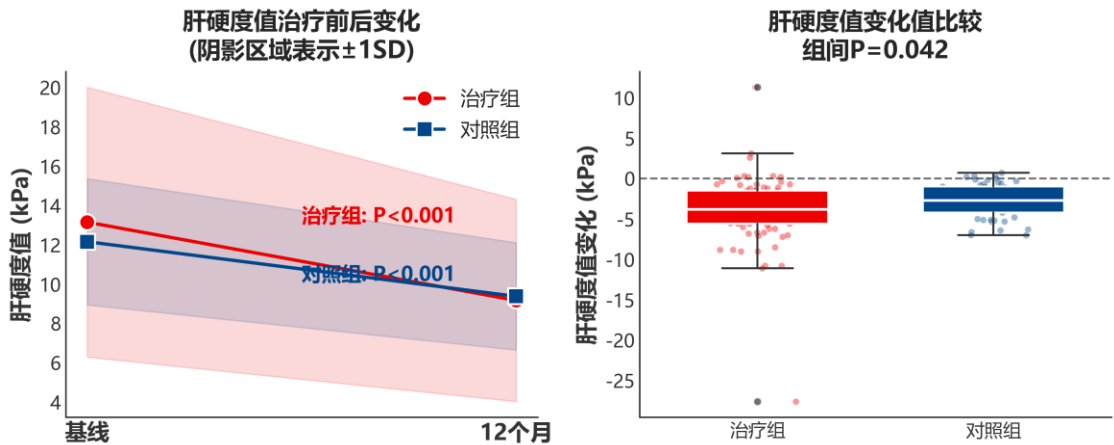 肝硬度值治疗前后变化
(阴影区域表示±1SD)
肝硬度值 (kPa)
20
18
16
14
12
10
8
6
4
治疗组
对照组
治疗组: P<0.001
对照组: P<0.001
基线
12个月
肝硬度值变化值比较
组间P=0.042
肝硬度值变化 (kPa)
10
5
0
-5
-10
-15
-20
-25
治疗组
对照组